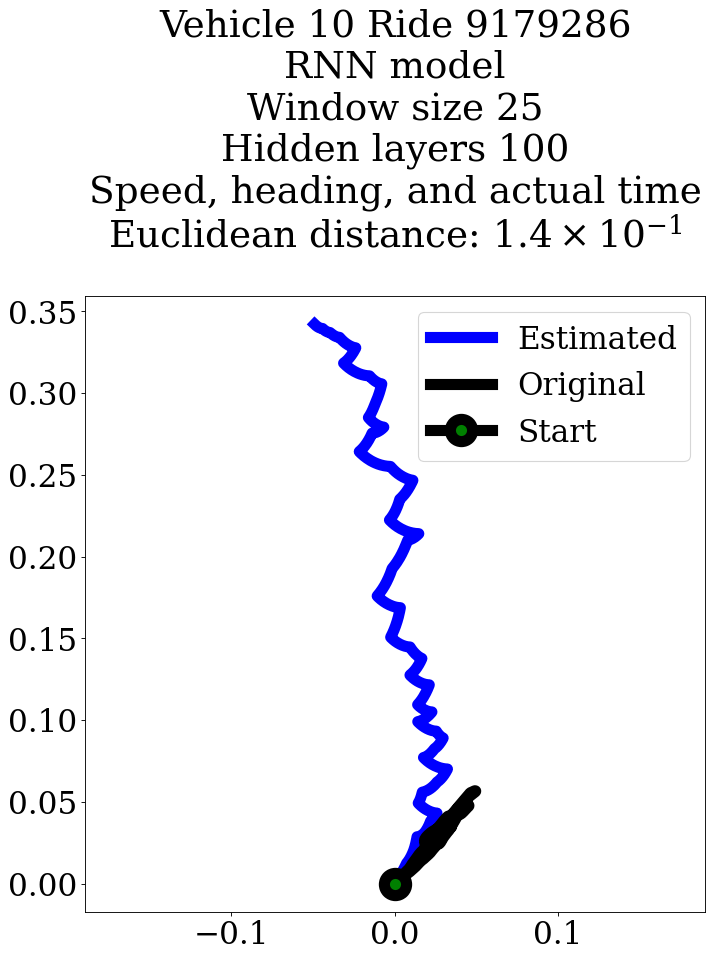 Vehicle 10 Ride 9179286
RNN model
Window size 25
Hidden layers 100
Speed, heading, and actual time
Euclidean distance: 1.4 × 10⁻¹
0.35
0.30
0.25
0.20
0.15
0.10
0.05
0.00
Estimated
Original
Start
−0.1 0.0 0.1